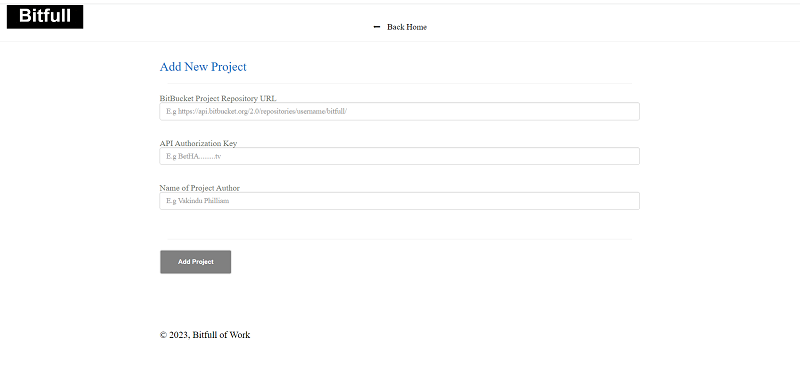 Bitfull
Back Home
Add New Project
BitBucket Project Repository URL
E.g https://api.bitbucket.org/2.0/repositories/username/bitfull/
API Authorization Key
E.g BetHA........tv
Name of Project Author
E.g Vakindu Philliam
Add Project
© 2023, Bitfull of Work